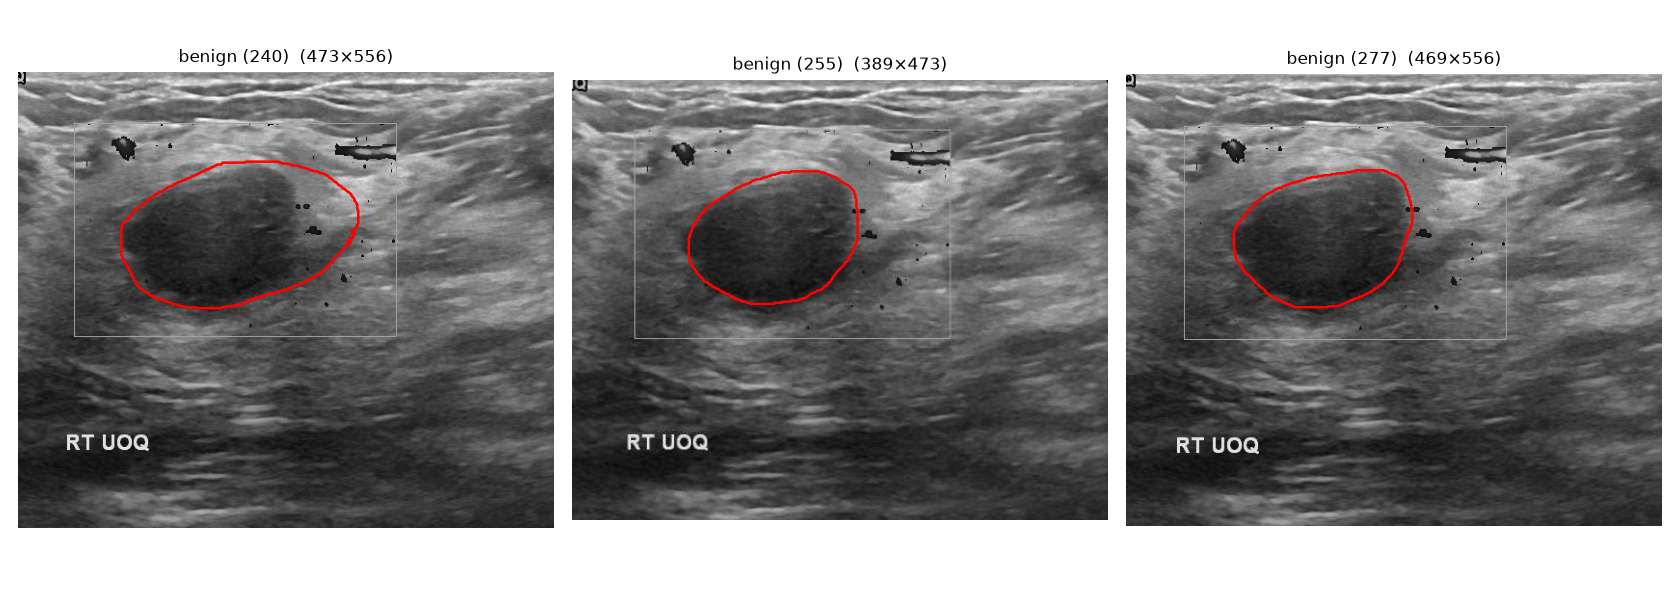 benign (240) (473×556)
benign (255) (389×473)
benign (277) (469×556)
RT UOQ
RT UOQ
RT UOQ